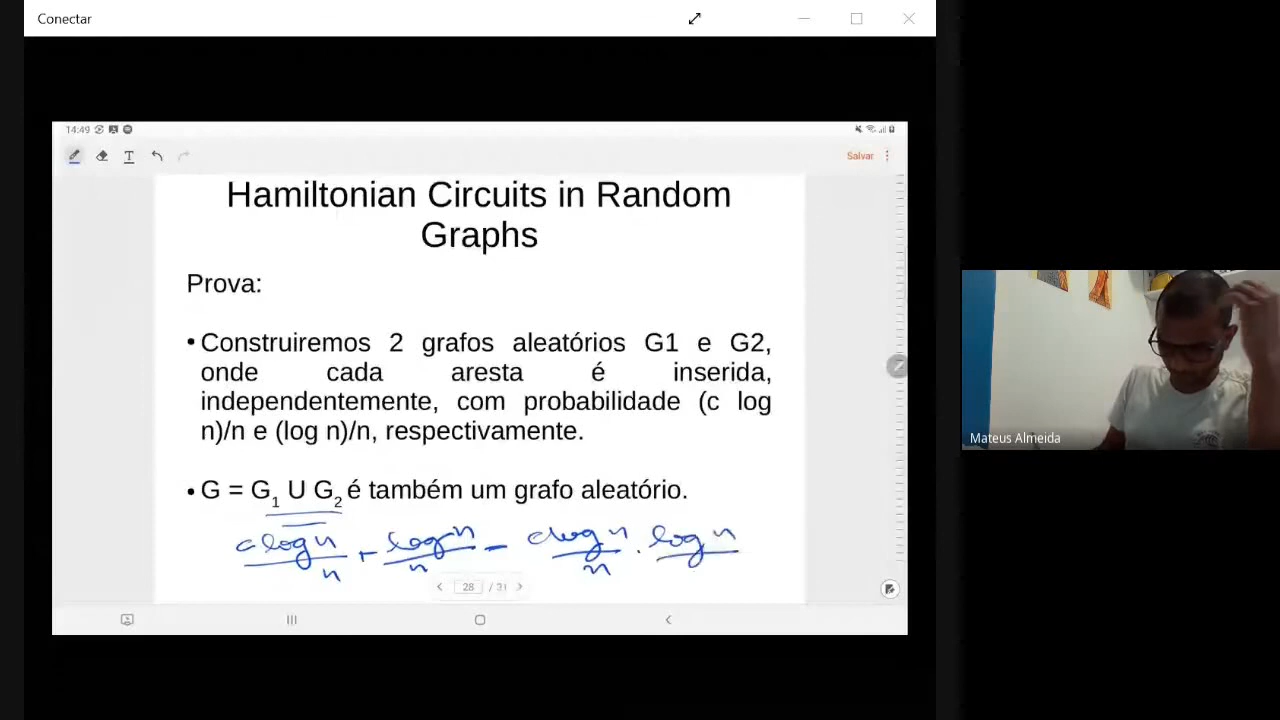 Conectar
14:49
Salvar
Hamiltonian Circuits in Random
Graphs
Prova:
• Construiremos 2 grafos aleatórios G1 e G2,
onde cada aresta é inserida,
independentemente, com probabilidade (c log
n)/n e (log n)/n, respectivamente.
• G = G₁ U G₂ é também um grafo aleatório.
c log n / n + log n / n - c log n / n . log n
28 / 31
Mateus Almeida